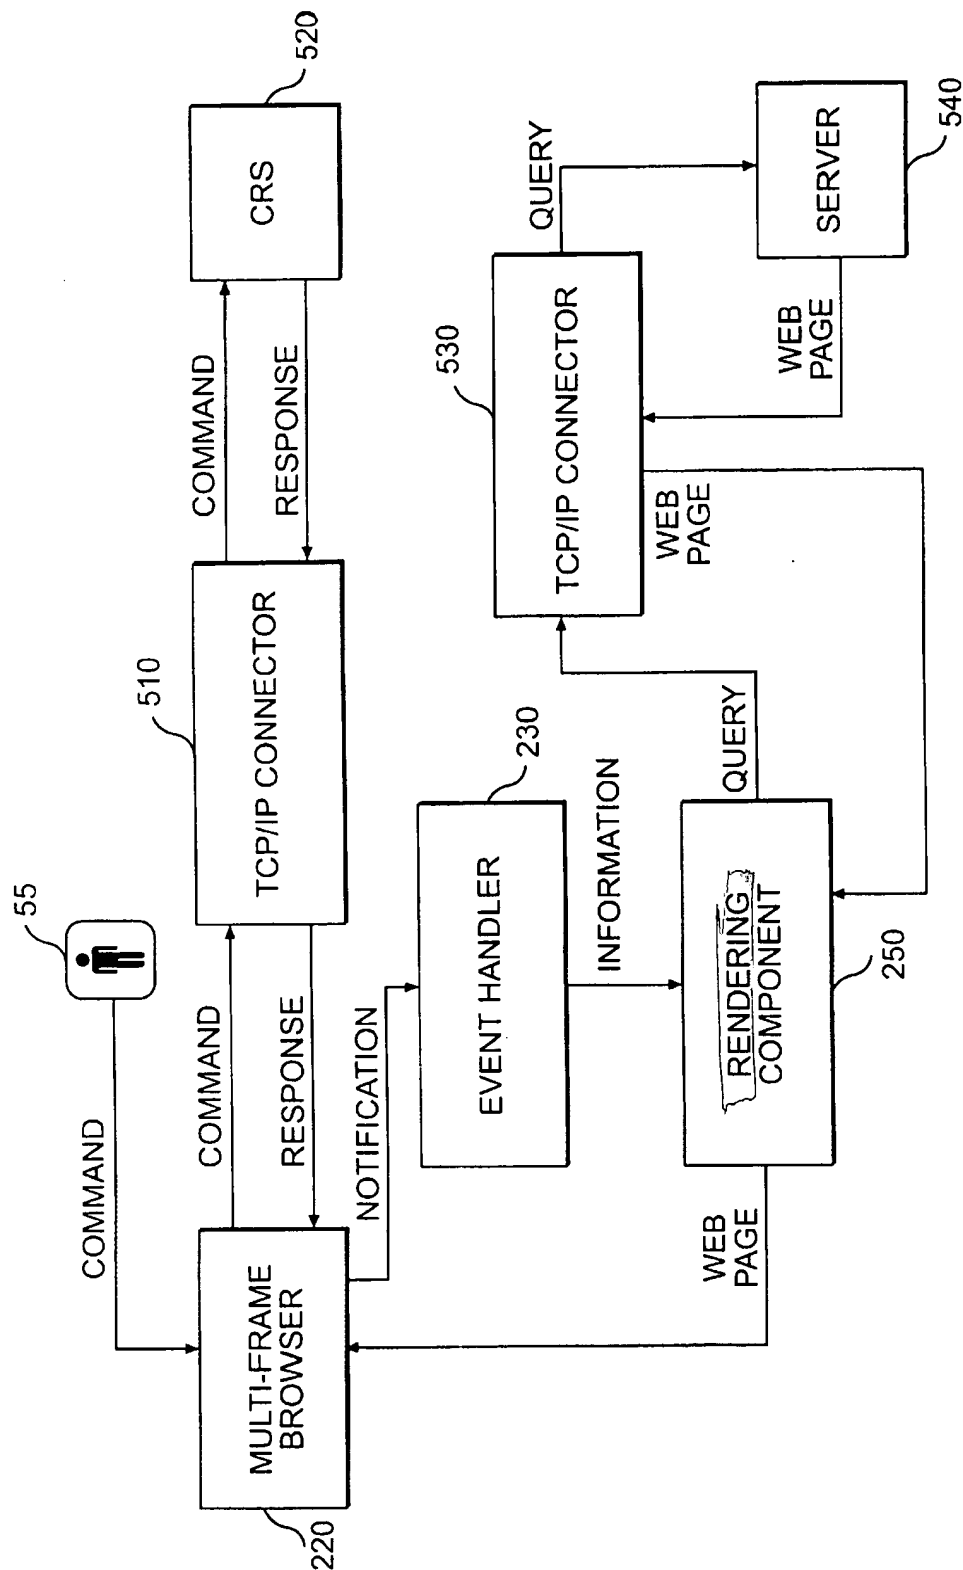 55
COMMAND
510
520
MULTI-FRAME
BROWSER
220
COMMAND
RESPONSE
TCP/IP CONNECTOR
COMMAND
RESPONSE
CRS
NOTIFICATION
EVENT HANDLER
230
INFORMATION
530
TCP/IP CONNECTOR
QUERY
WEB
PAGE
RENDERING
COMPONENT
250
QUERY
WEB
PAGE
WEB
PAGE
SERVER
540